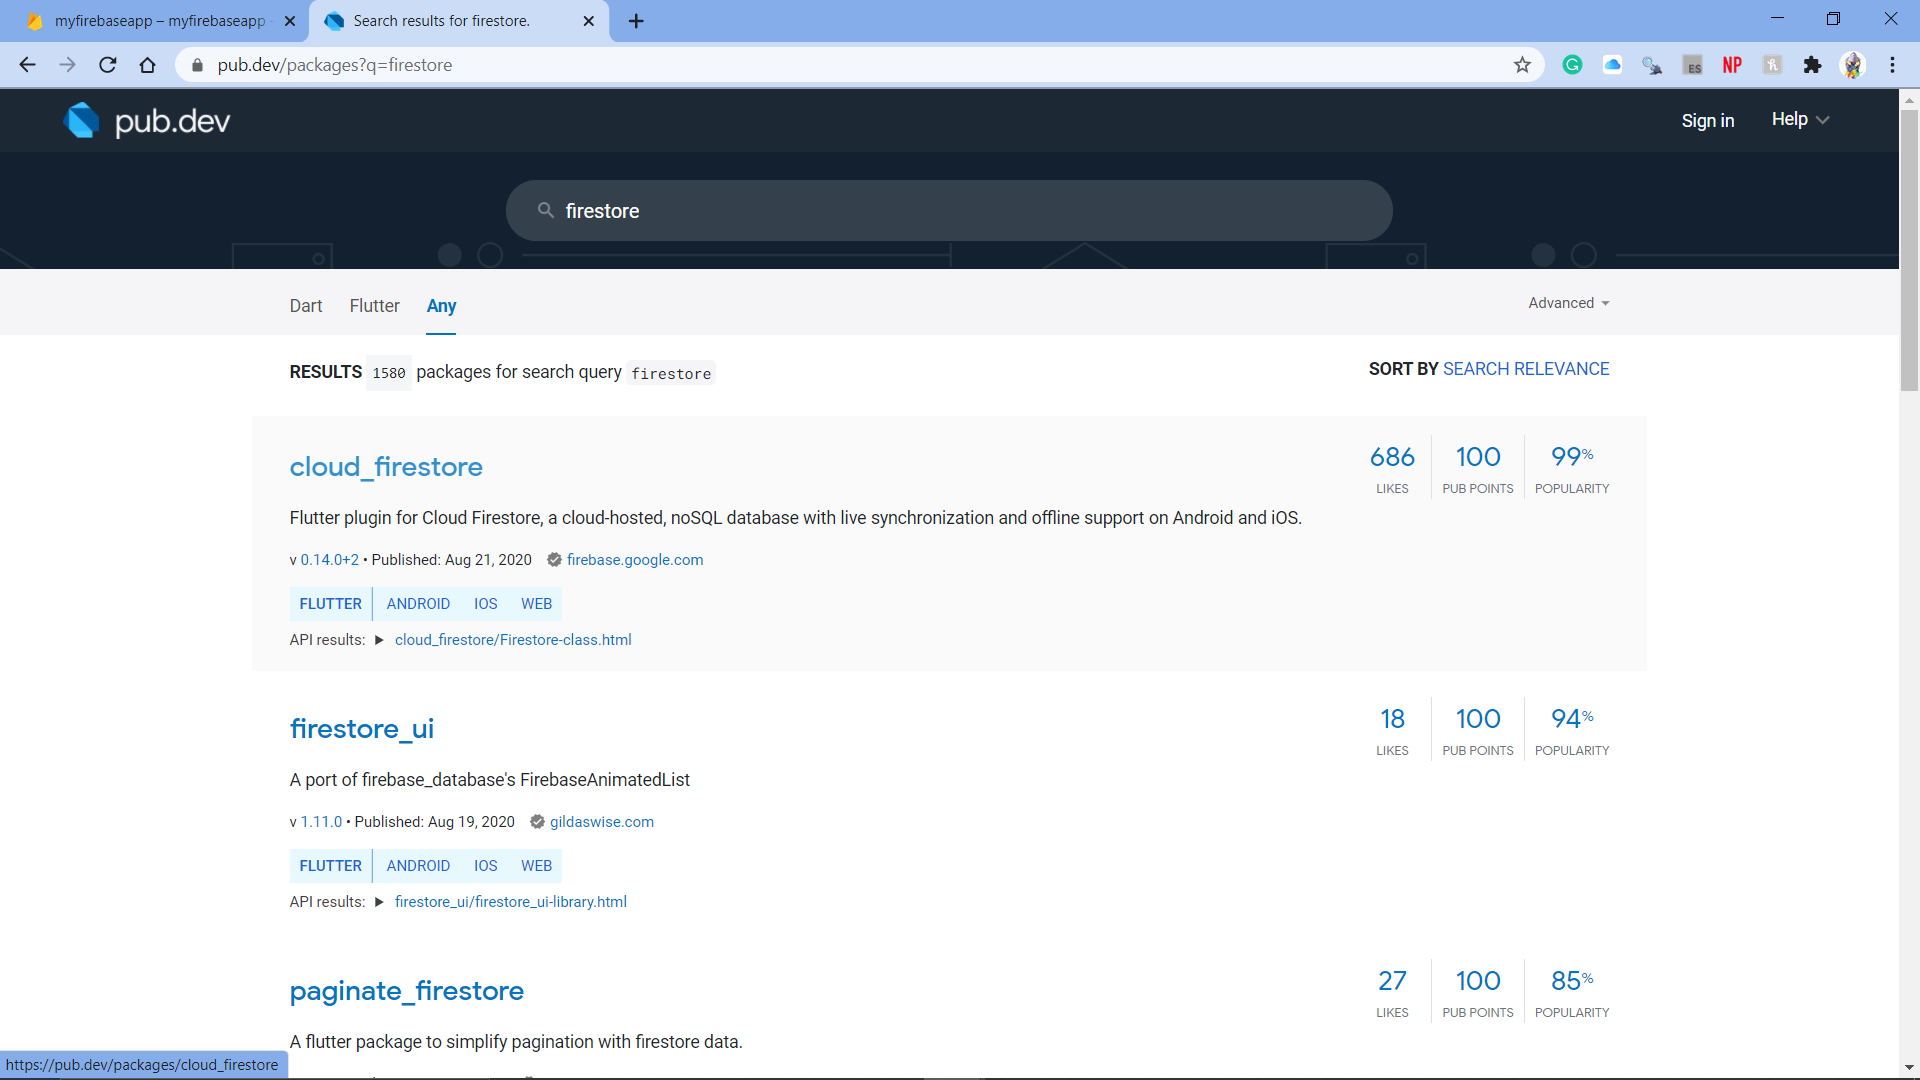 myfirebaseapp – myfirebaseapp
Search results for firestore.
pub.dev/packages?q=firestore
ES
NP
pub.dev
Sign in
Help
firestore
Dart
Flutter
Any
Advanced
RESULTS 1580 packages for search query firestore
SORT BY SEARCH RELEVANCE
cloud_firestore
686
LIKES
100
PUB POINTS
99%
POPULARITY
Flutter plugin for Cloud Firestore, a cloud-hosted, noSQL database with live synchronization and offline support on Android and iOS.
v 0.14.0+2 • Published: Aug 21, 2020 firebase.google.com
FLUTTER ANDROID IOS WEB
API results: ▶ cloud_firestore/Firestore-class.html
firestore_ui
18
LIKES
100
PUB POINTS
94%
POPULARITY
A port of firebase_database's FirebaseAnimatedList
v 1.11.0 • Published: Aug 19, 2020 gildaswise.com
FLUTTER ANDROID IOS WEB
API results: ▶ firestore_ui/firestore_ui-library.html
paginate_firestore
27
LIKES
100
PUB POINTS
85%
POPULARITY
A flutter package to simplify pagination with firestore data.
https://pub.dev/packages/cloud_firestore